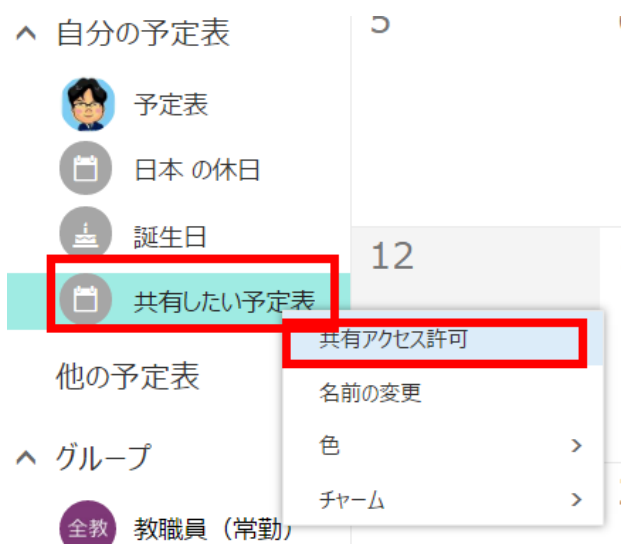 自分の予定表
5
予定表
日本 の休日
誕生日
12
共有したい予定表
共有アクセス許可
他の予定表
名前の変更
色
グループ
チャーム
全教
教職員（常勤）